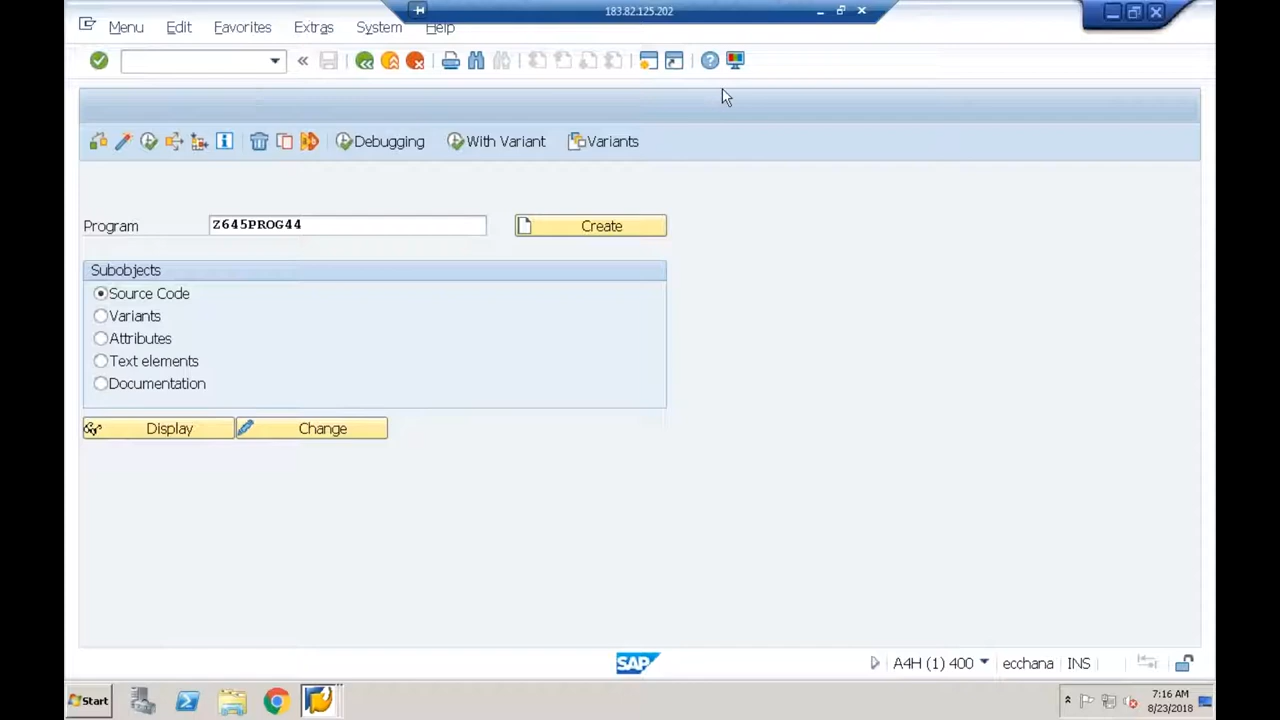 183.82.125.202
Menu Edit Favorites Extras System Help
Debugging With Variant Variants
Program Z645PROG44 Create
Subobjects
Source Code
Variants
Attributes
Text elements
Documentation
Display Change
SAP A4H (1) 400 ecchana INS
Start 7:16 AM
8/23/2018